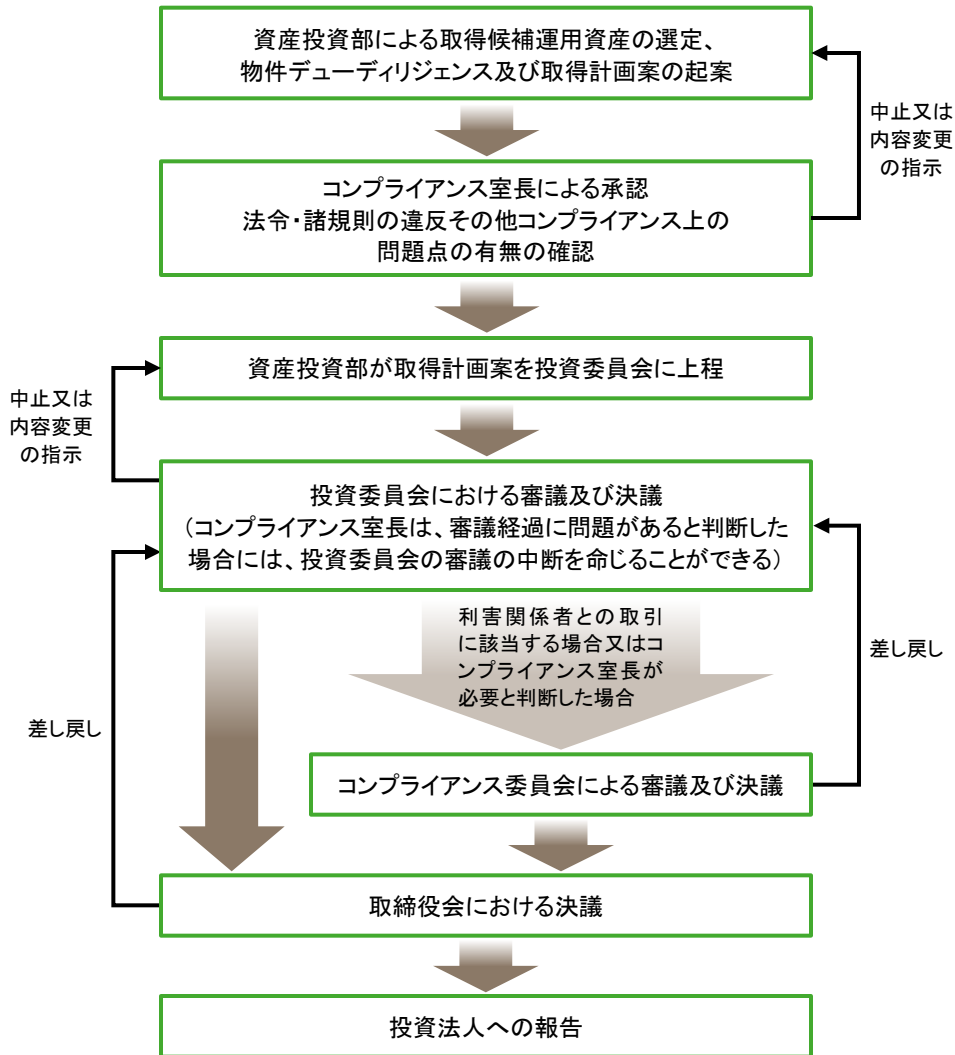 資産投資部による取得候補運用資産の選定、
物件デューディリジェンス及び取得計画案の起案
中止又は
内容変更
の指示
コンプライアンス室長による承認
法令・諸規則の違反その他コンプライアンス上の
問題点の有無の確認
資産投資部が取得計画案を投資委員会に上程
中止又は
内容変更
の指示
投資委員会における審議及び決議
（コンプライアンス室長は、審議経過に問題があると判断した
場合には、投資委員会の審議の中断を命じることができる）
利害関係者との取引
に該当する場合又はコ
ンプライアンス室長が
必要と判断した場合
差し戻し
差し戻し
コンプライアンス委員会による審議及び決議
取締役会における決議
投資法人への報告